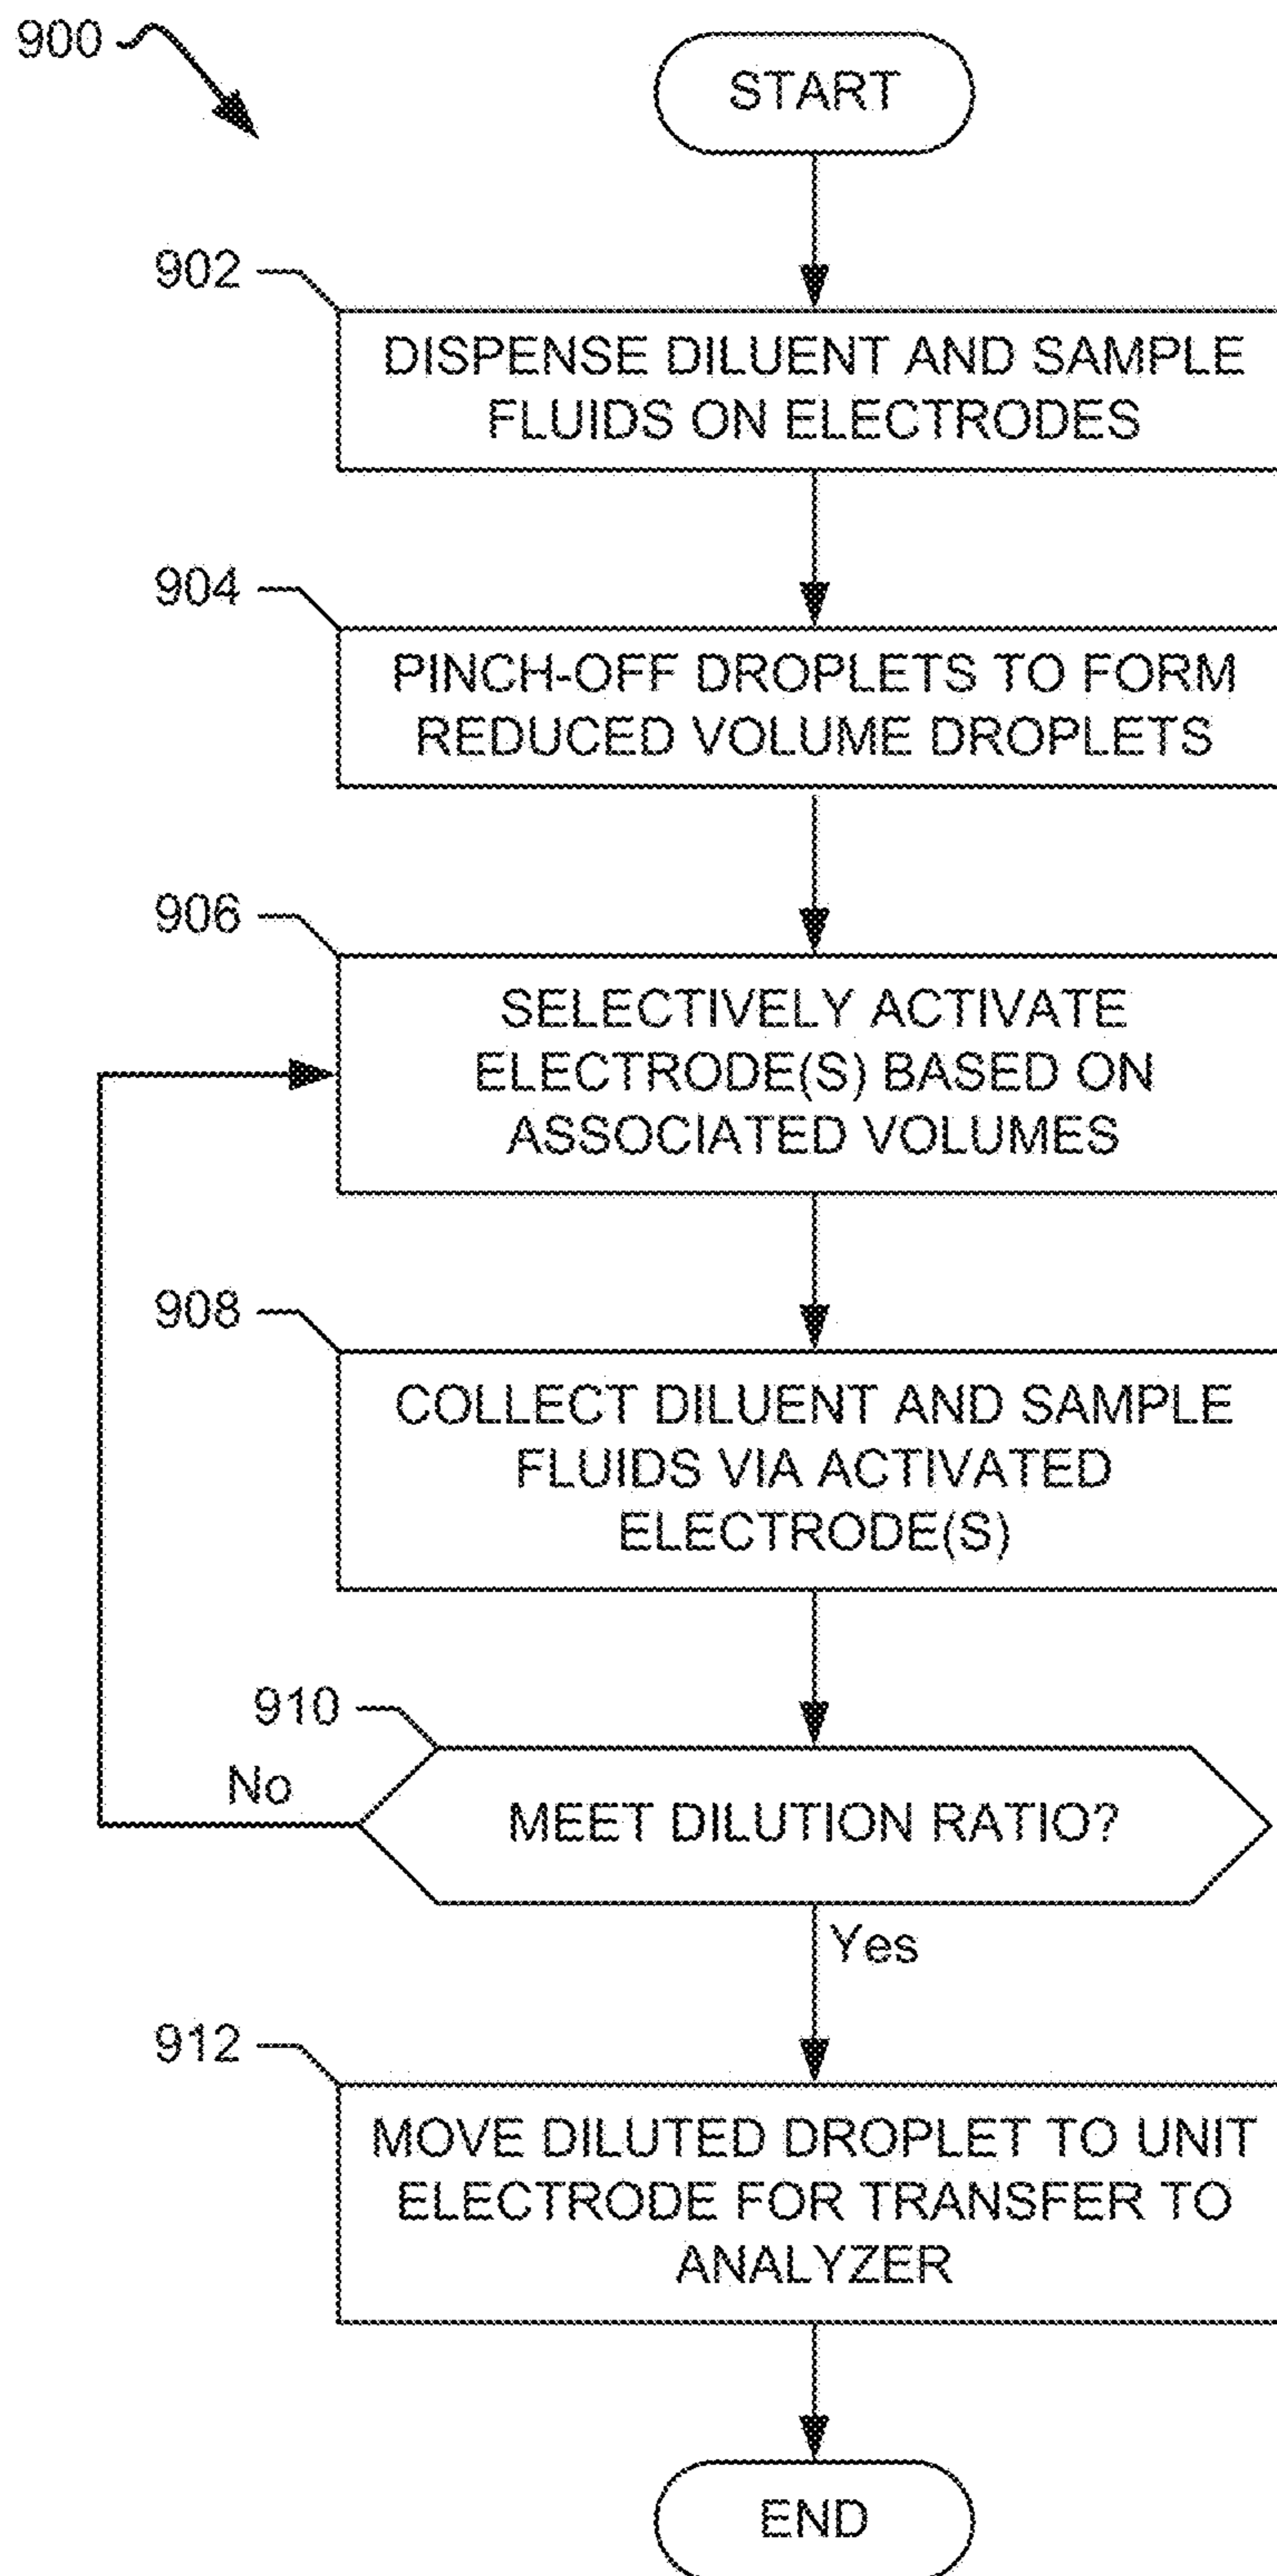 900
START
902
DISPENSE DILUENT AND SAMPLE
FLUIDS ON ELECTRODES
904
PINCH-OFF DROPLETS TO FORM
REDUCED VOLUME DROPLETS
906
SELECTIVELY ACTIVATE
ELECTRODE(S) BASED ON
ASSOCIATED VOLUMES
908
COLLECT DILUENT AND SAMPLE
FLUIDS VIA ACTIVATED
ELECTRODE(S)
910
No
MEET DILUTION RATIO?
Yes
912
MOVE DILUTED DROPLET TO UNIT
ELECTRODE FOR TRANSFER TO
ANALYZER
END